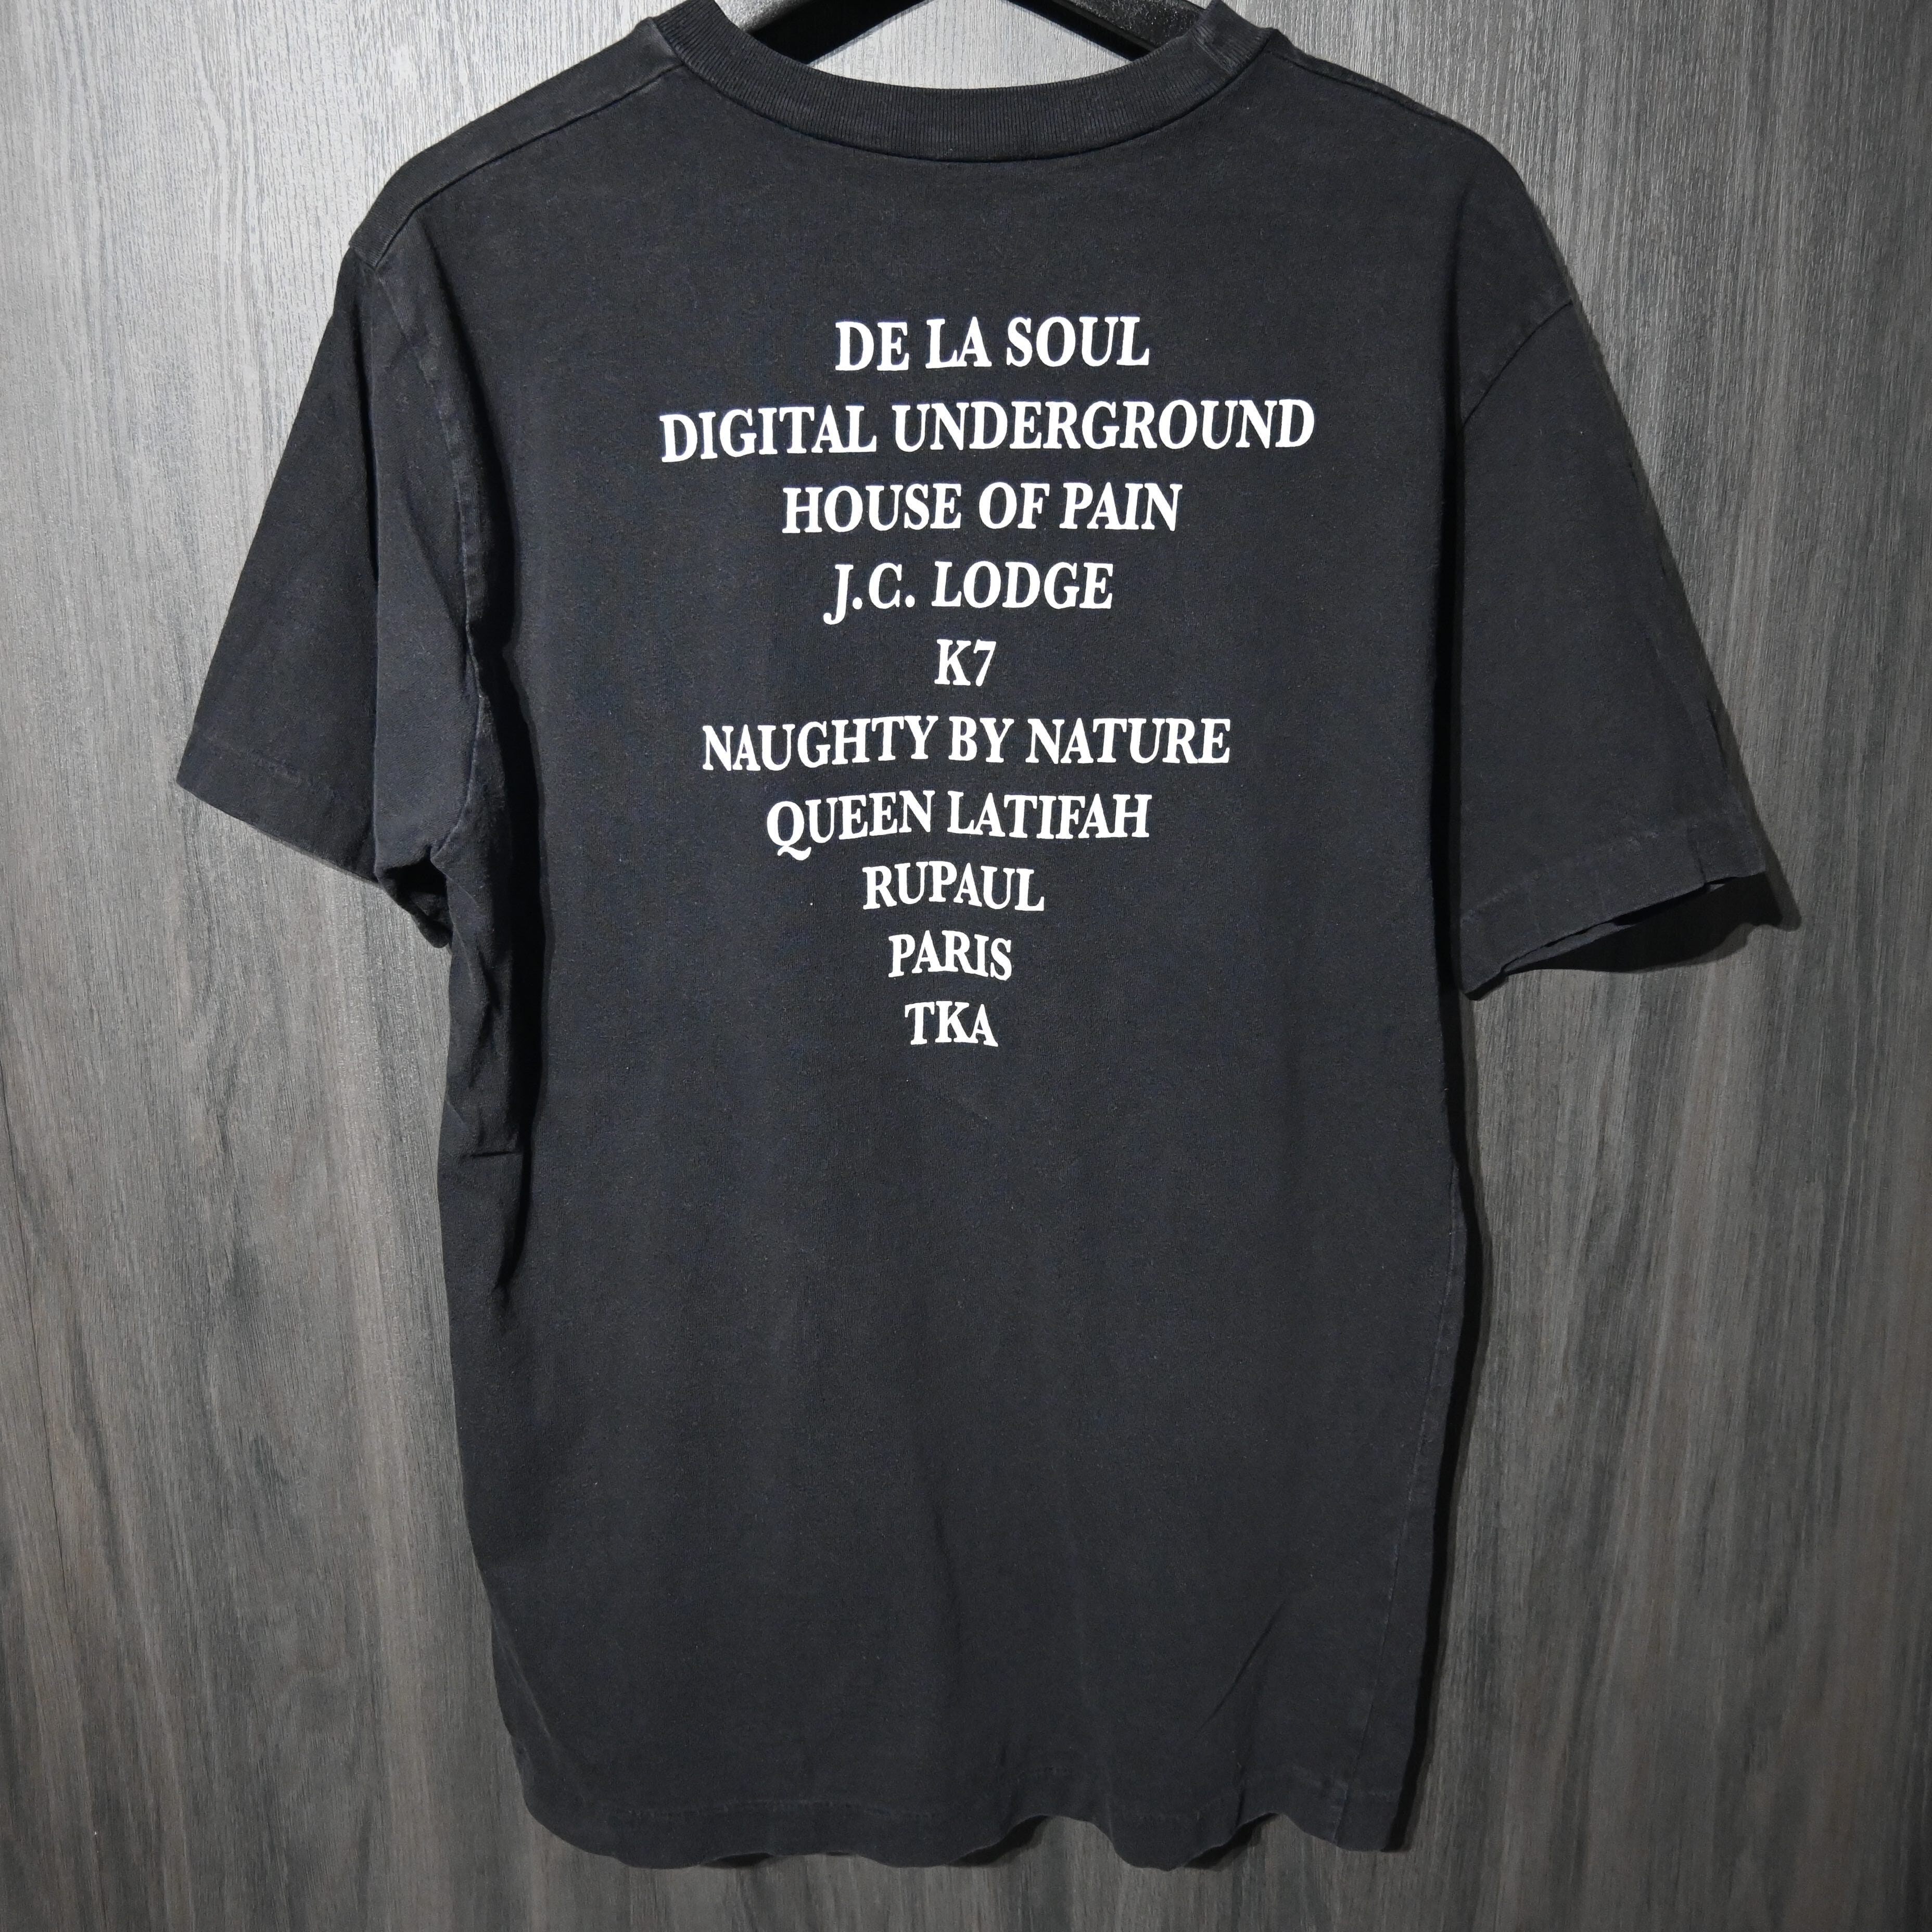 DE LA SOUL
DIGITAL UNDERGROUND
HOUSE OF PAIN
J.C. LODGE
K7
NAUGHTY BY NATURE
QUEEN LATIFAH
RUPAUL
PARIS
TKA